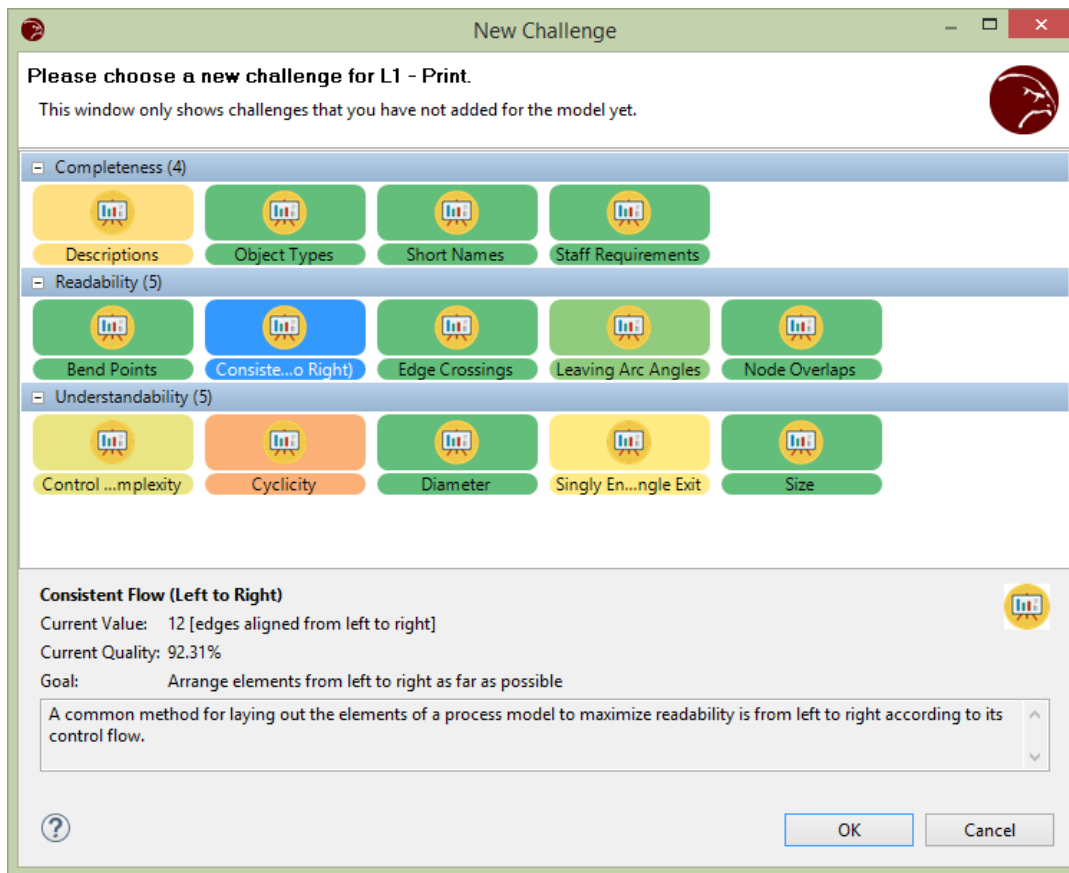 New Challenge
Please choose a new challenge for L1 - Print.
This window only shows challenges that you have not added for the model yet.
Completeness (4)
Descriptions Object Types Short Names Staff Requirements
Readability (5)
Bend Points Consiste...o Right) Edge Crossings Leaving Arc Angles Node Overlaps
Understandability (5)
Control ...mplexity Cyclicity Diameter Singly En...ngle Exit Size
Consistent Flow (Left to Right)
Current Value: 12 [edges aligned from left to right]
Current Quality: 92.31%
Goal: Arrange elements from left to right as far as possible
A common method for laying out the elements of a process model to maximize readability is from left to right according to its
control flow.
OK Cancel